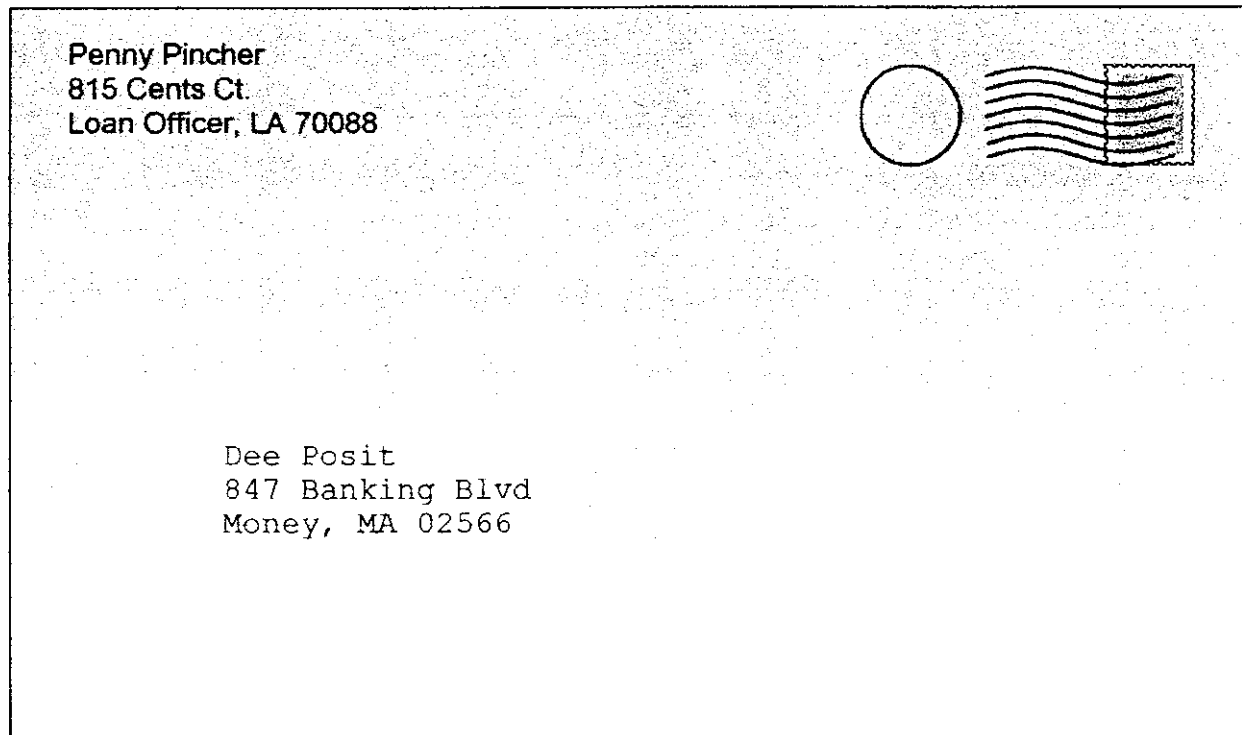 Penny Pincher
815 Cents Ct.
Loan Officer, LA 70088
Dee Posit
847 Banking Blvd
Money, MA 02566